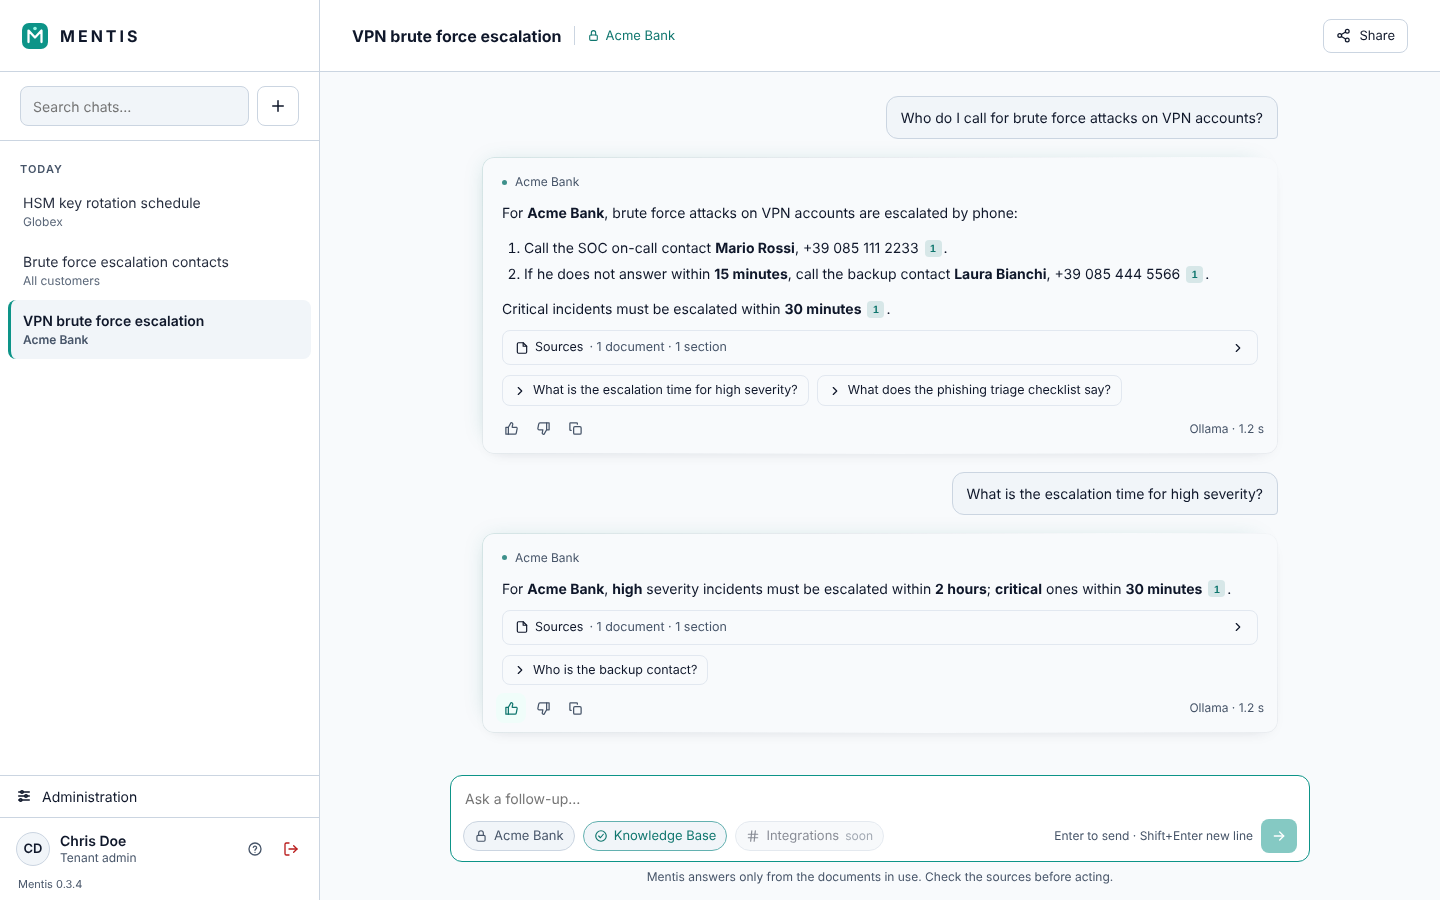 MENTIS
Search chats...
TODAY
HSM key rotation schedule
Globex
Brute force escalation contacts
All customers
VPN brute force escalation
Acme Bank
Administration
CD
Chris Doe
Tenant admin
Mentis 0.3.4
VPN brute force escalation
Acme Bank
Share
Who do I call for brute force attacks on VPN accounts?
Acme Bank
For Acme Bank, brute force attacks on VPN accounts are escalated by phone:
1. Call the SOC on-call contact Mario Rossi, +39 085 111 2233 1.
2. If he does not answer within 15 minutes, call the backup contact Laura Bianchi, +39 085 444 5566 1.
Critical incidents must be escalated within 30 minutes 1.
Sources · 1 document · 1 section
What is the escalation time for high severity?
What does the phishing triage checklist say?
Ollama · 1.2 s
What is the escalation time for high severity?
Acme Bank
For Acme Bank, high severity incidents must be escalated within 2 hours; critical ones within 30 minutes 1.
Sources · 1 document · 1 section
Who is the backup contact?
Ollama · 1.2 s
Ask a follow-up...
Acme Bank
Knowledge Base
Integrations soon
Enter to send · Shift+Enter new line
Mentis answers only from the documents in use. Check the sources before acting.